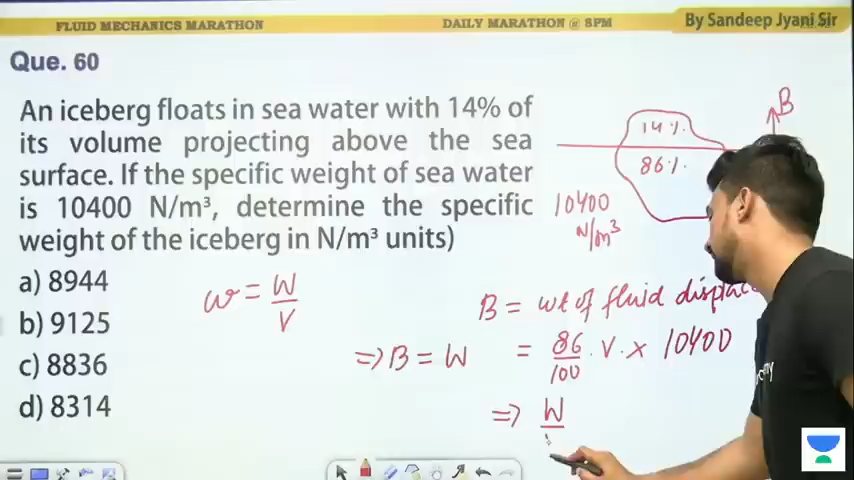 FLUID MECHANICS MARATHON
DAILY MARATHON @ 8PM
By Sandeep Jyani Sir
Que. 60
An iceberg floats in sea water with 14% of
its volume projecting above the sea
surface. If the specific weight of sea water
is 10400 N/m³, determine the specific
weight of the iceberg in N/m³ units)
a) 8944
b) 9125
c) 8836
d) 8314
14%.
86%.
B
10400
N/m³
w = W
V
B = wt of fluid displace
⇒ B = W = 86 . V . x 10400
100
⇒ W